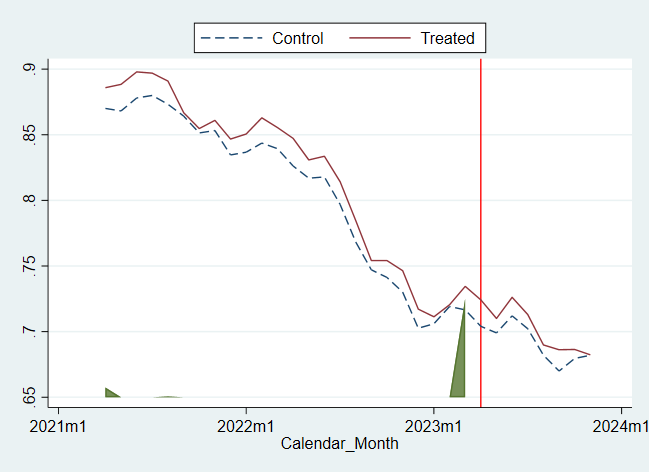 Control Treated
.9
.85
.8
.75
.7
.65
2021m1 2022m1 2023m1 2024m1
Calendar_Month